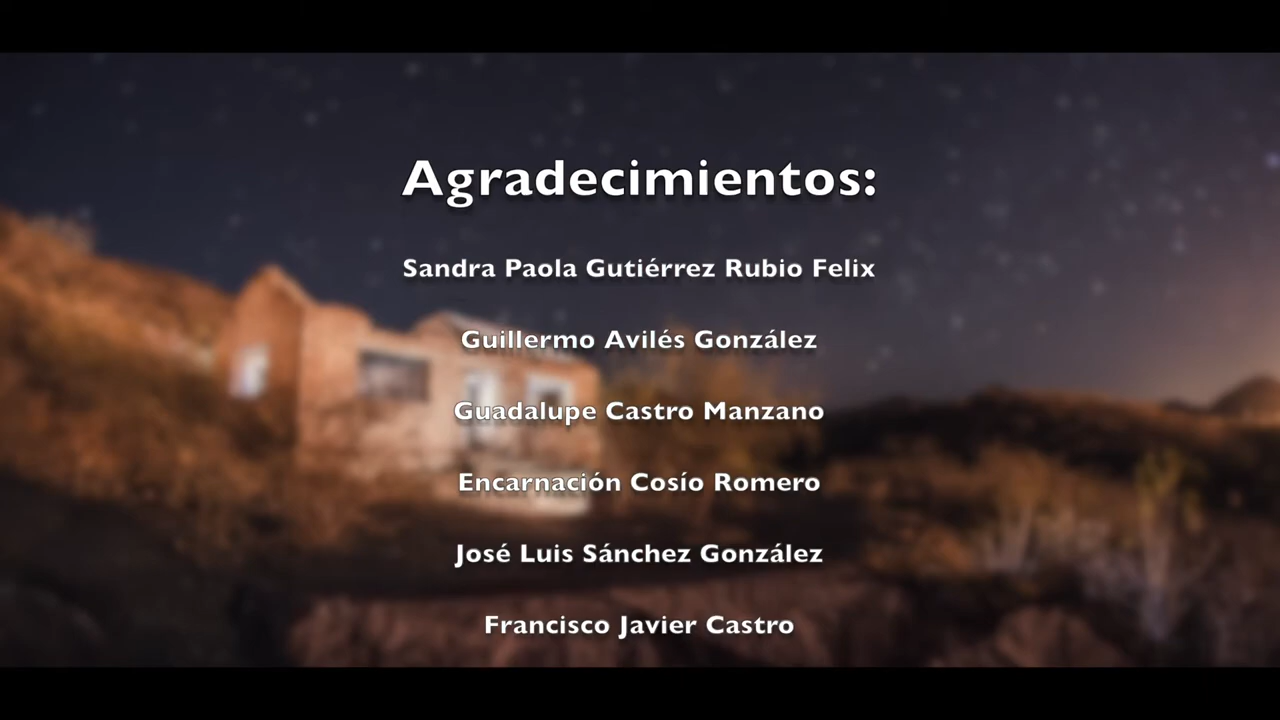 Agradecimientos:
Sandra Paola Gutiérrez Rubio Felix
Guillermo Avilés González
Guadalupe Castro Manzano
Encarnación Cosío Romero
José Luis Sánchez González
Francisco Javier Castro